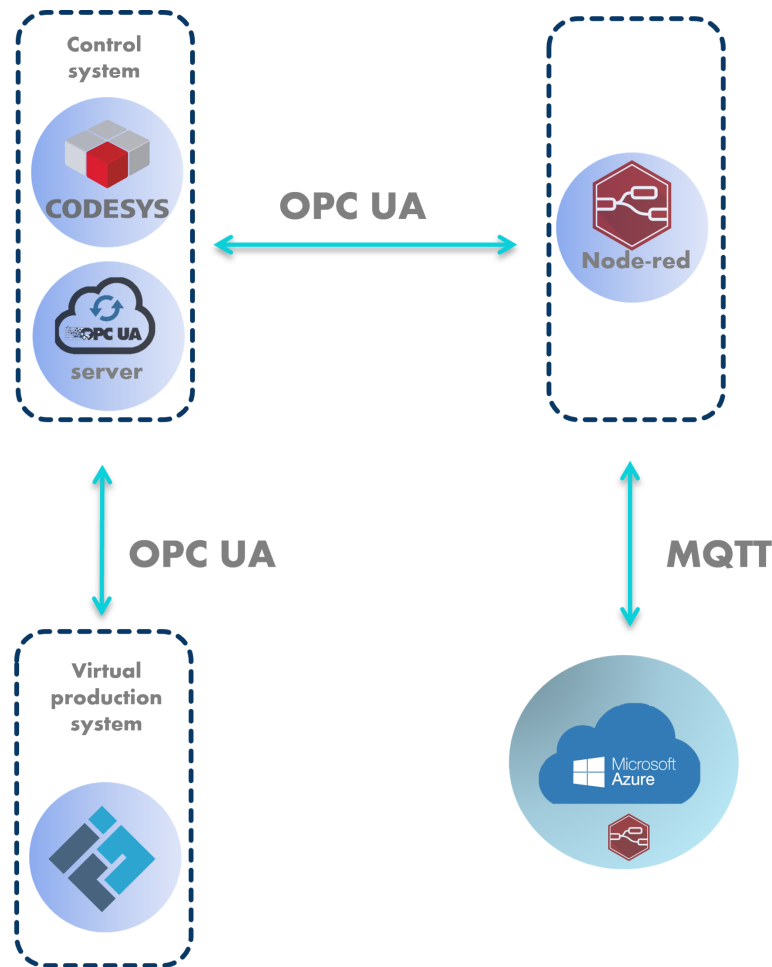 Control
system
CODESYS
OPC UA
server
OPC UA
Node-red
OPC UA
MQTT
Virtual
production
system
Microsoft
Azure